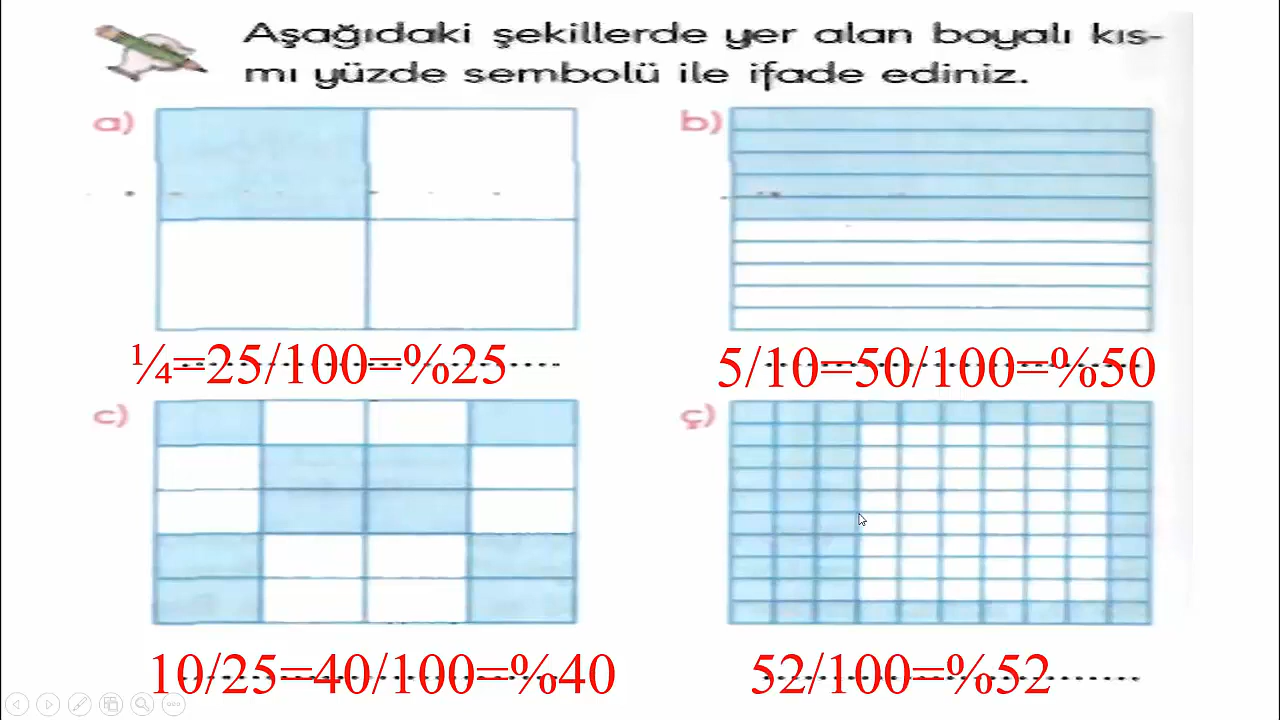 Aşağıdaki şekillerde yer alan boyalı kıs-
mı yüzde sembolü ile ifade ediniz.
a)
b)
¼=25/100=%25
5/10=50/100=%50
c)
ç)
10/25=40/100=%40
52/100=%52